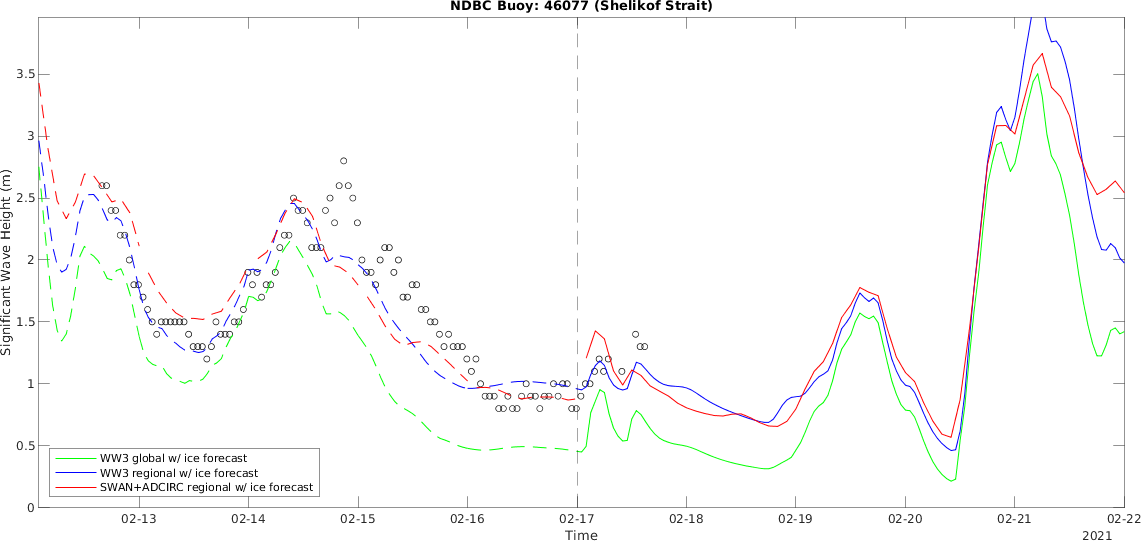 NDBC Buoy: 46077 (Shelikof Strait)
3.5
3
2.5
2
1.5
1
0.5
0
Significant Wave Height (m)
WW3 global w/ ice forecast
WW3 regional w/ ice forecast
SWAN+ADCIRC regional w/ ice forecast
02-13 02-14 02-15 02-16 02-17 02-18 02-19 02-20 02-21 02-22
Time
2021